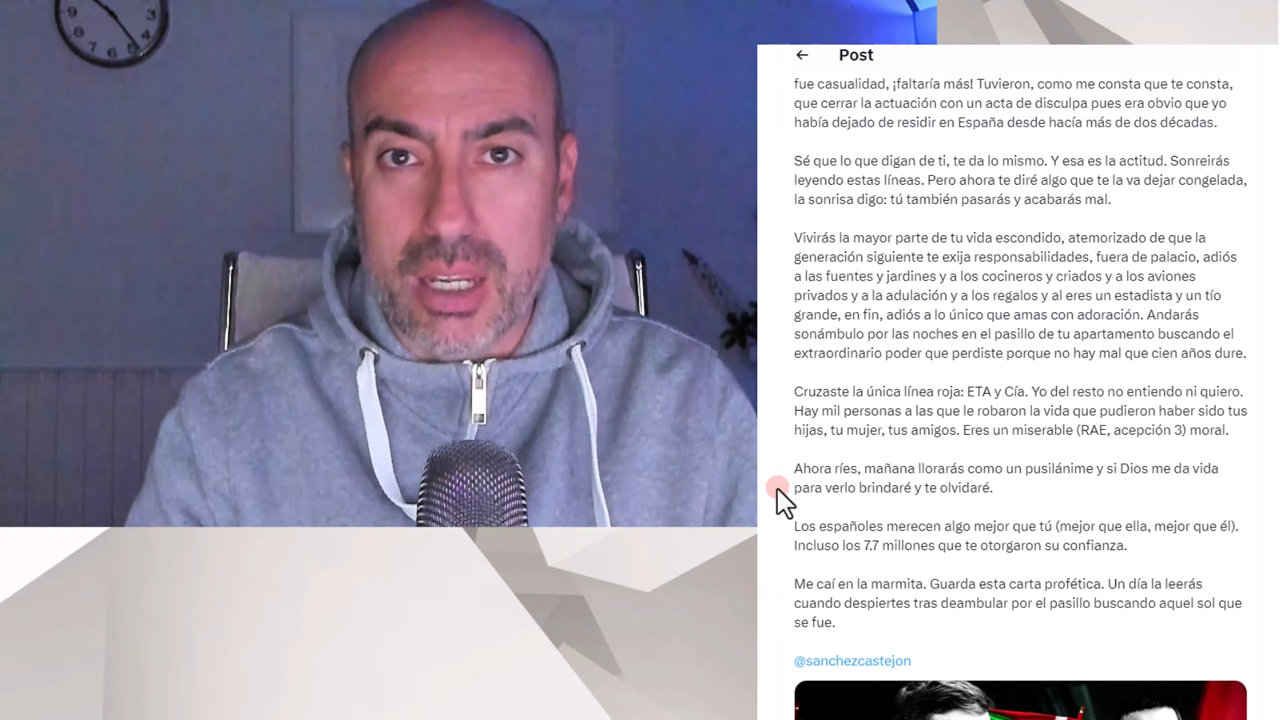 Post
fue casualidad, ¡faltaría más! Tuvieron, como me consta que te consta,
que cerrar la actuación con un acta de disculpa pues era obvio que yo
había dejado de residir en España desde hacía más de dos décadas.
Sé que lo que digan de ti, te da lo mismo. Y esa es la actitud. Sonreirás
leyendo estas líneas. Pero ahora te diré algo que te la va dejar congelada,
la sonrisa digo: tú también pasarás y acabarás mal.
Vivirás la mayor parte de tu vida escondido, atemorizado de que la
generación siguiente te exija responsabilidades, fuera de palacio, adiós
a las fuentes y jardines y a los cocineros y criados y a los aviones
privados y a la adulación y a los regalos y al eres un estadista y un tío
grande, en fin, adiós a lo único que amas con adoración. Andarás
sonámbulo por las noches en el pasillo de tu apartamento buscando el
extraordinario poder que perdiste porque no hay mal que cien años dure.
Cruzaste la única línea roja: ETA y Cía. Yo del resto no entiendo ni quiero.
Hay mil personas a las que le robaron la vida que pudieron haber sido tus
hijas, tu mujer, tus amigos. Eres un miserable (RAE, acepción 3) moral.
Ahora ríes, mañana llorarás como un pusilánime y si Dios me da vida
para verlo brindaré y te olvidaré.
Los españoles merecen algo mejor que tú (mejor que ella, mejor que él).
Incluso los 7.7 millones que te otorgaron su confianza.
Me caí en la marmita. Guarda esta carta profética. Un día la leerás
cuando despiertes tras deambular por el pasillo buscando aquel sol que
se fue.
@sanchezcastejon